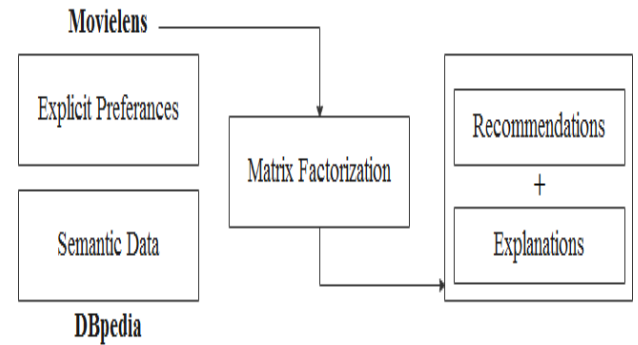 Movielens
Explicit Preferances
Semantic Data
DBpedia
Matrix Factorization
Recommendations
+
Explanations